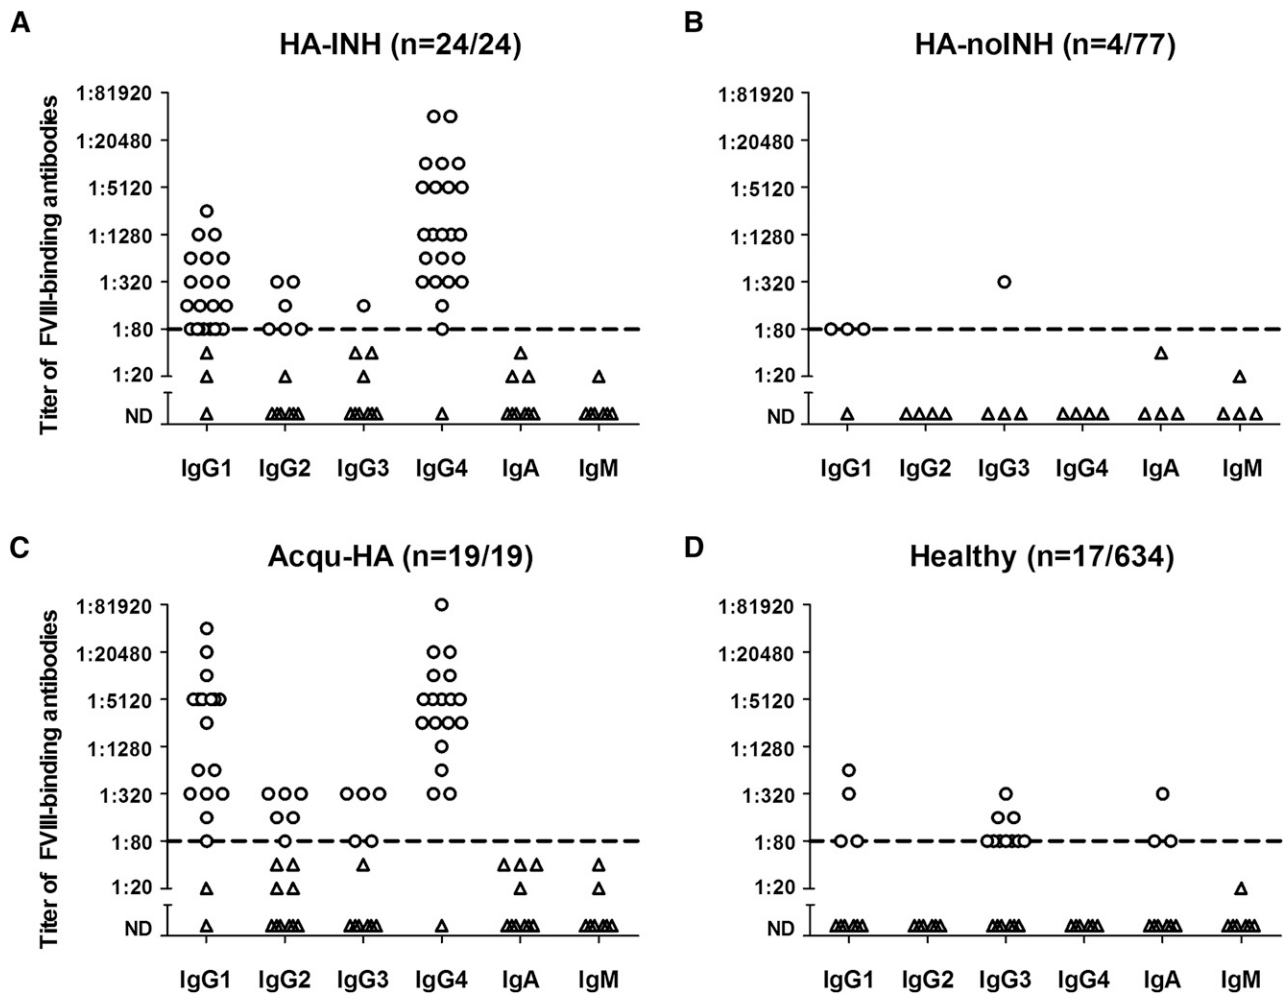 A
HA-INH (n=24/24)
Titer of FVIII-binding antibodies
1:81920
1:20480
1:5120
1:1280
1:320
1:80
1:20
ND
IgG1 IgG2 IgG3 IgG4 IgA IgM
B
HA-noINH (n=4/77)
1:81920
1:20480
1:5120
1:1280
1:320
1:80
1:20
ND
IgG1 IgG2 IgG3 IgG4 IgA IgM
C
Acqu-HA (n=19/19)
Titer of FVIII-binding antibodies
1:81920
1:20480
1:5120
1:1280
1:320
1:80
1:20
ND
IgG1 IgG2 IgG3 IgG4 IgA IgM
D
Healthy (n=17/634)
1:81920
1:20480
1:5120
1:1280
1:320
1:80
1:20
ND
IgG1 IgG2 IgG3 IgG4 IgA IgM